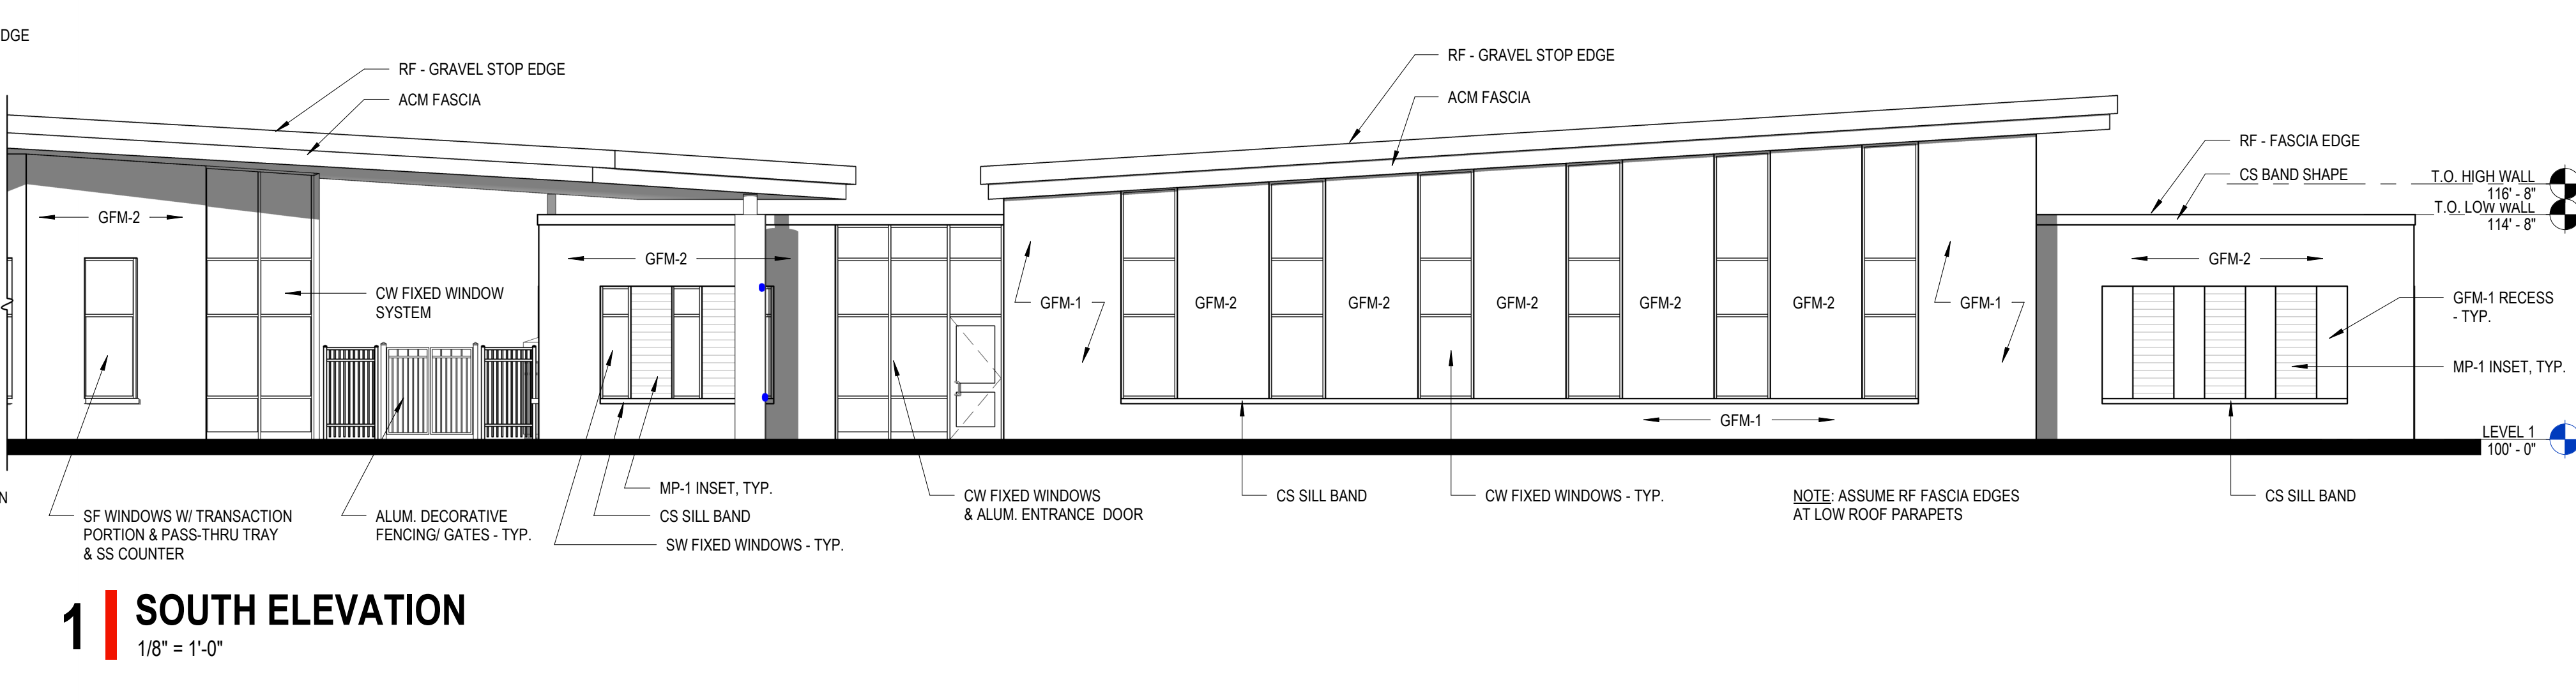 DGE
RF - GRAVEL STOP EDGE
ACM FASCIA
RF - GRAVEL STOP EDGE
ACM FASCIA
RF - FASCIA EDGE
CS BAND SHAPE
T.O. HIGH WALL
116' - 8"
T.O. LOW WALL
114' - 8"
GFM-2
GFM-2
GFM-2
CW FIXED WINDOW
SYSTEM
GFM-1
GFM-2
GFM-2
GFM-2
GFM-2
GFM-2
GFM-1
GFM-1 RECESS
- TYP.
MP-1 INSET, TYP.
GFM-1
LEVEL 1
100' - 0"
N
SF WINDOWS W/ TRANSACTION
PORTION & PASS-THRU TRAY
& SS COUNTER
ALUM. DECORATIVE
FENCING/ GATES - TYP.
MP-1 INSET, TYP.
CS SILL BAND
SW FIXED WINDOWS - TYP.
CW FIXED WINDOWS
& ALUM. ENTRANCE DOOR
CS SILL BAND
CW FIXED WINDOWS - TYP.
NOTE: ASSUME RF FASCIA EDGES
AT LOW ROOF PARAPETS
CS SILL BAND
1
SOUTH ELEVATION
1/8" = 1'-0"